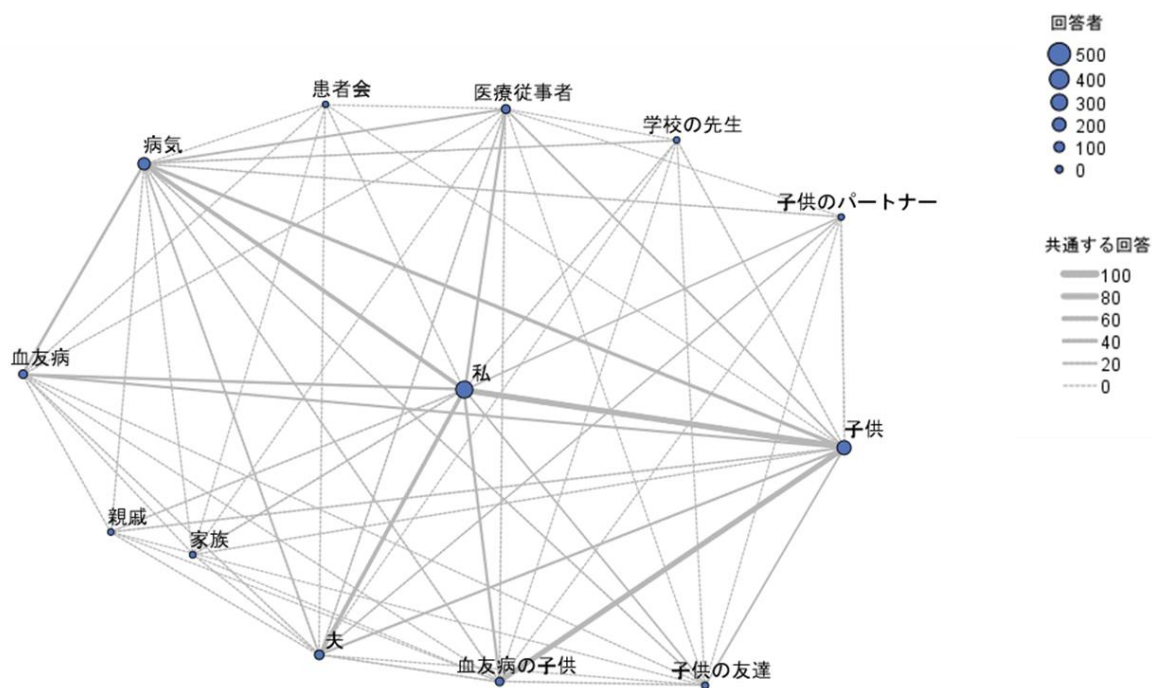 患者会
医療従事者
学校の先生
病気
子供のパートナー
血友病
私
子供
親戚
家族
夫
血友病の子供
子供の友達
回答者
500
400
300
200
100
0
共通する回答
100
80
60
40
20
0